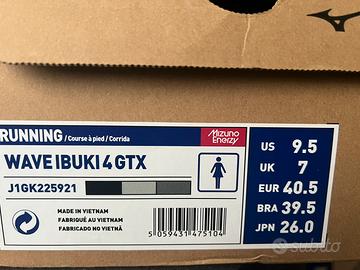 RUNNING / Course à pied / Corrida
Mizuno Enerzy
WAVE IBUKI 4 GTX
J1GK225921
MADE IN VIETNAM
FABRIQUÉ AU VIETNAM
FABRICADO NO VIETNÃ
5 059431 475104
US 9.5
UK 7
EUR 40.5
BRA 39.5
JPN 26.0
subito